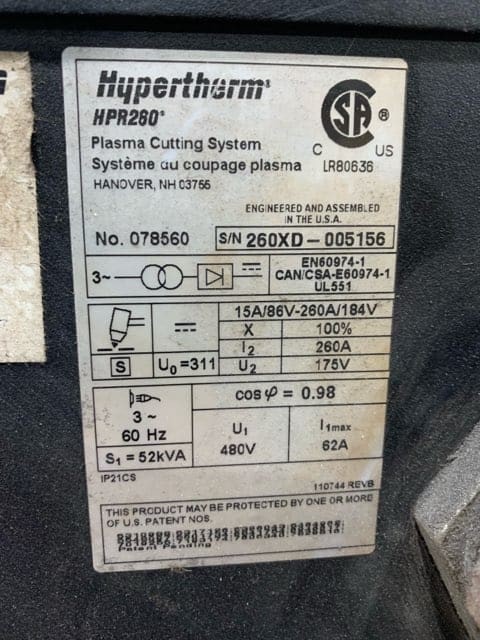 Hypertherm®
HPR260®
Plasma Cutting System
Système au coupage plasma
HANOVER, NH 03755
SA ®
C US
LR80636
ENGINEERED AND ASSEMBLED
IN THE U.S.A.
No. 078560
S/N 260XD-005156
3~
EN60974-1
CAN/CSA-E60974-1
UL551
15A/86V-260A/184V
X 100%
I2 260A
S U0=311 U2 175V
cos φ = 0.98
3 ~
60 Hz
U1 I1max
480V 62A
S1 = 52kVA
IP21CS
110744 REVB
THIS PRODUCT MAY BE PROTECTED BY ONE OR MORE
OF U.S. PATENT NOS.
Patent Pending